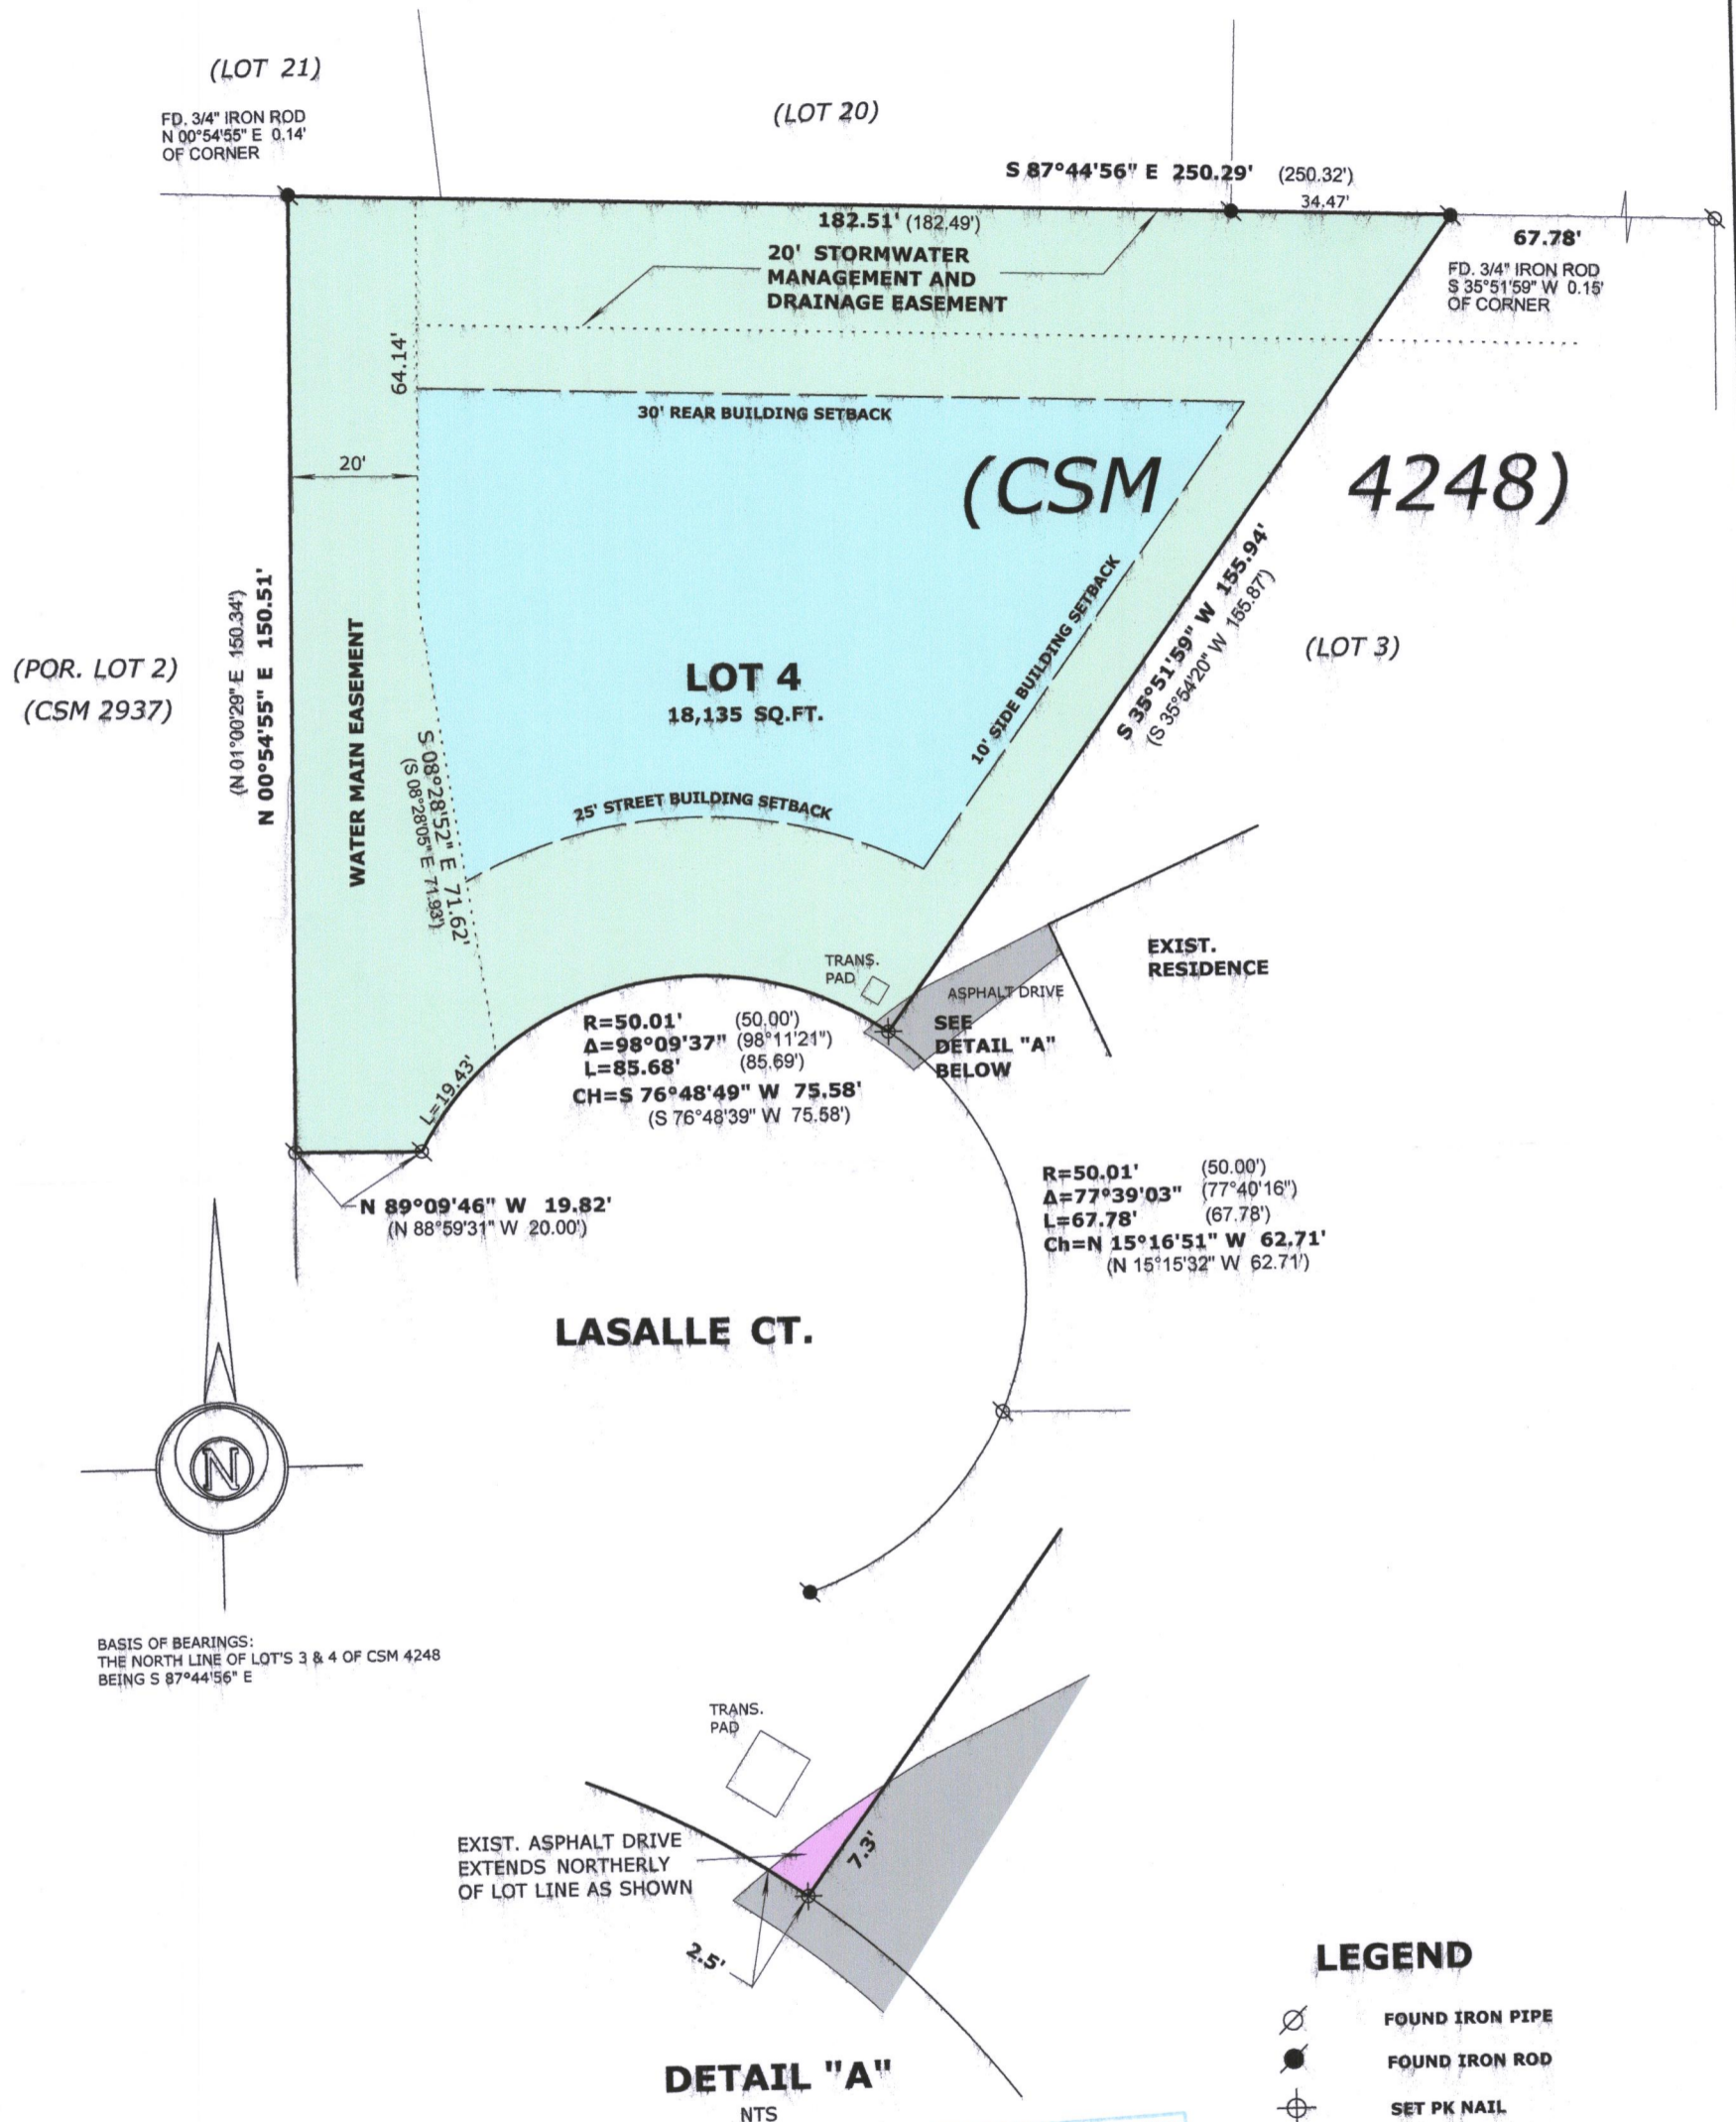 (LOT 21)
(LOT 20)
FD. 3/4" IRON ROD
N 00°54'55" E 0.14'
OF CORNER
S 87°44'56" E 250.29' (250.32')
34.47'
182.51' (182.49')
67.78'
FD. 3/4" IRON ROD
S 35°51'59" W 0.15'
OF CORNER
20' STORMWATER
MANAGEMENT AND
DRAINAGE EASEMENT
64.14'
30' REAR BUILDING SETBACK
20'
(CSM 4248)
(POR. LOT 2)
(CSM 2937)
(N 01°00'29" E 150.34')
N 00°54'55" E 150.51'
WATER MAIN EASEMENT
S 08°28'52" E 71.62'
(S 08°28'05" E 71.93')
LOT 4
18,135 SQ.FT.
10' SIDE BUILDING SETBACK
S 35°51'59" W 155.94'
(S 35°54'20" W 155.87')
(LOT 3)
25' STREET BUILDING SETBACK
TRANS.
PAD
EXIST.
RESIDENCE
ASPHALT DRIVE
SEE
DETAIL "A"
BELOW
R=50.01' (50.00')
Δ=98°09'37" (98°11'21")
L=85.68' (85.69')
CH=S 76°48'49" W 75.58'
(S 76°48'39" W 75.58')
L=19.43'
N 89°09'46" W 19.82'
(N 88°59'31" W 20.00')
R=50.01' (50.00')
Δ=77°39'03" (77°40'16")
L=67.78' (67.78')
Ch=N 15°16'51" W 62.71'
(N 15°15'32" W 62.71')
LASALLE CT.
N
BASIS OF BEARINGS:
THE NORTH LINE OF LOT'S 3 & 4 OF CSM 4248
BEING S 87°44'56" E
TRANS.
PAD
EXIST. ASPHALT DRIVE
EXTENDS NORTHERLY
OF LOT LINE AS SHOWN
7.3'
2.5'
DETAIL "A"
NTS
LEGEND
FOUND IRON PIPE
FOUND IRON ROD
SET PK NAIL